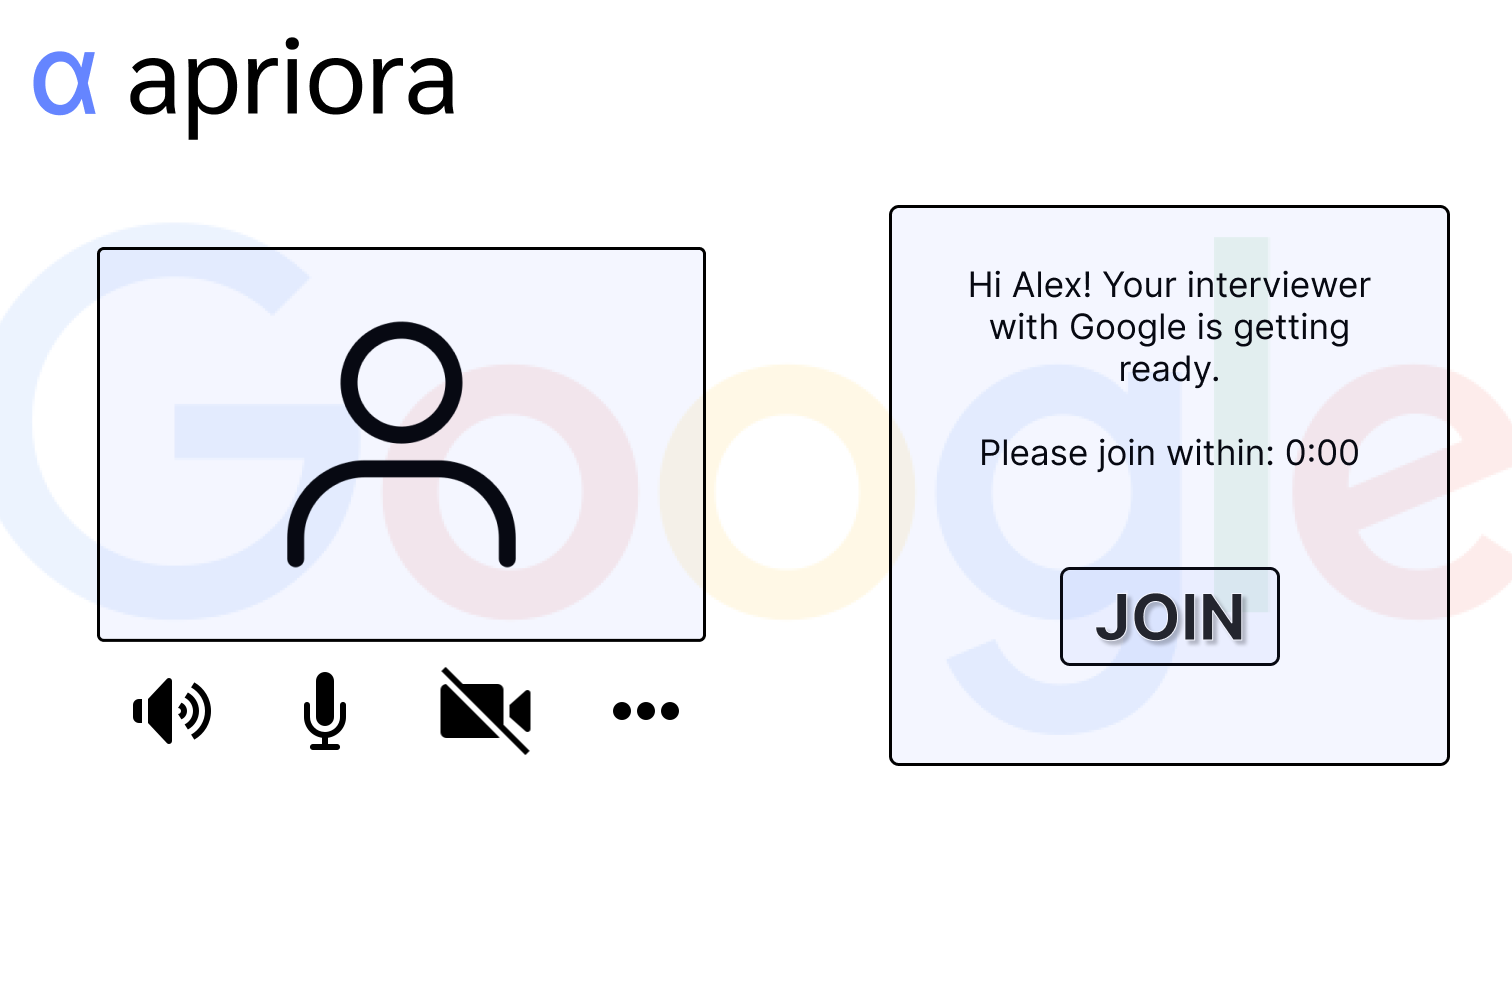 α apriora
Google
Hi Alex! Your interviewer
with Google is getting
ready.
Please join within: 0:00
JOIN